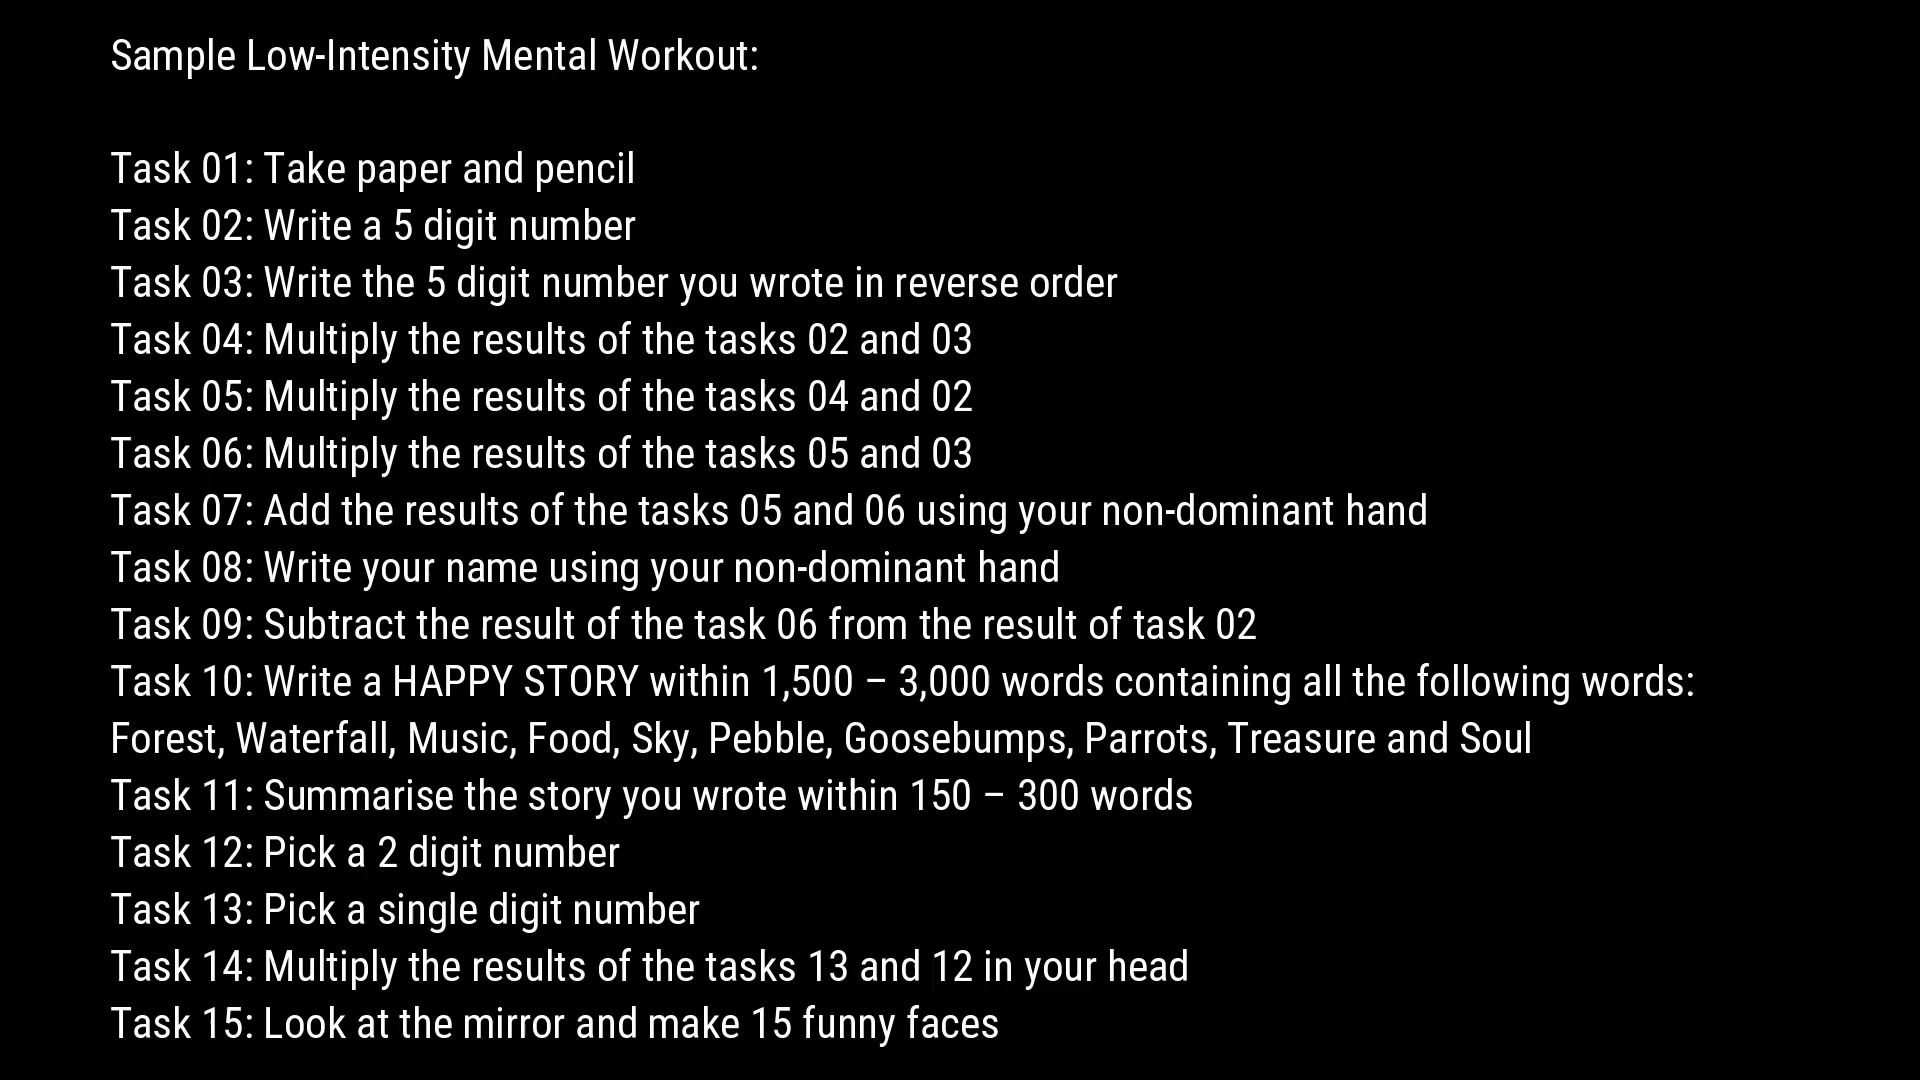 Sample Low-Intensity Mental Workout:
Task 01: Take paper and pencil
Task 02: Write a 5 digit number
Task 03: Write the 5 digit number you wrote in reverse order
Task 04: Multiply the results of the tasks 02 and 03
Task 05: Multiply the results of the tasks 04 and 02
Task 06: Multiply the results of the tasks 05 and 03
Task 07: Add the results of the tasks 05 and 06 using your non-dominant hand
Task 08: Write your name using your non-dominant hand
Task 09: Subtract the result of the task 06 from the result of task 02
Task 10: Write a HAPPY STORY within 1,500 – 3,000 words containing all the following words:
Forest, Waterfall, Music, Food, Sky, Pebble, Goosebumps, Parrots, Treasure and Soul
Task 11: Summarise the story you wrote within 150 – 300 words
Task 12: Pick a 2 digit number
Task 13: Pick a single digit number
Task 14: Multiply the results of the tasks 13 and 12 in your head
Task 15: Look at the mirror and make 15 funny faces